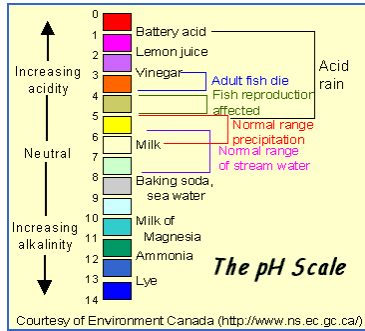 0
1
2
3
4
5
6
7
8
9
10
11
12
13
14
Increasing
acidity
Neutral
Increasing
alkalinity
Battery acid
Lemon juice
Vinegar
Milk
Baking soda,
sea water
Milk of
Magnesia
Ammonia
Lye
Adult fish die
Fish reproduction
affected
Normal range
precipitation
Normal range
of stream water
Acid
rain
The pH Scale
Courtesy of Environment Canada (http://www.ns.ec.gc.ca/)